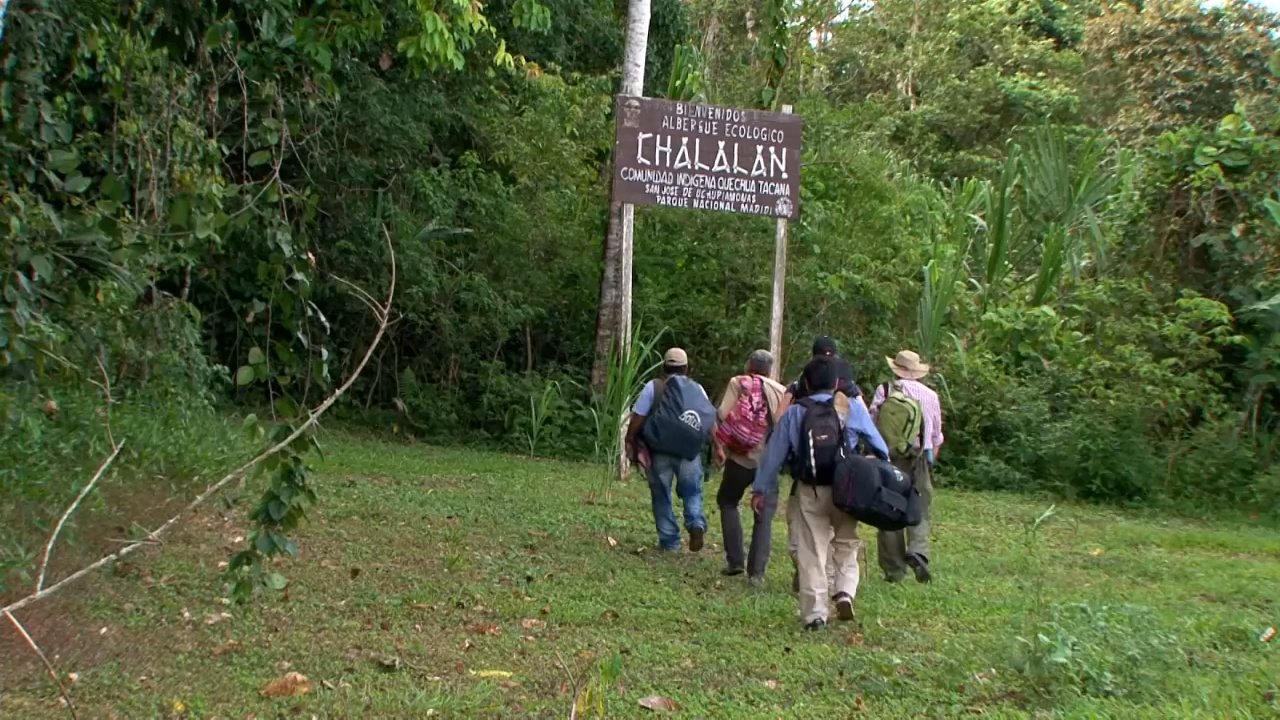 BIENVENIDOS
ALBERGUE ECOLOGICO
CHALALAN
COMUNIDAD INDIGENA QUECHUA TACANA
SAN JOSE DE UCHUPIAMONAS
PARQUE NACIONAL MADIDI